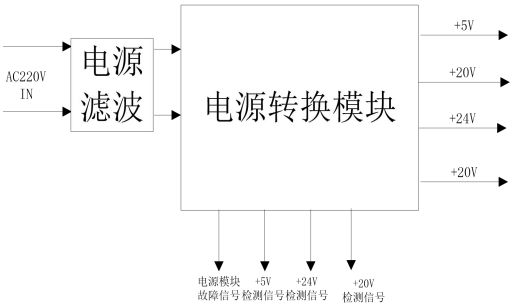 AC220V
IN
电源
滤波
电源转换模块
+5V
+20V
+24V
+20V
电源模块
故障信号
+5V
检测信号
+24V
检测信号
+20V
检测信号